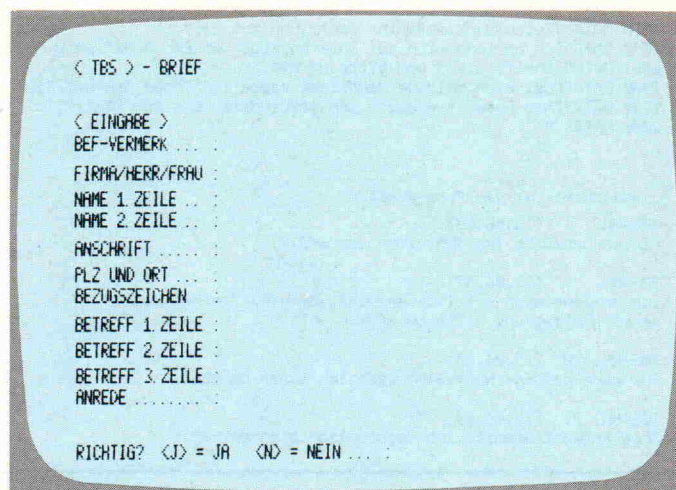 < TBS > - BRIEF
< EINGABE >
BEF-VERMERK ... :
FIRMA/HERR/FRAU :
NAME 1. ZEILE .. :
NAME 2. ZEILE .. :
ANSCHRIFT ..... :
PLZ UND ORT ... :
BEZUGSZEICHEN
BETREFF 1. ZEILE :
BETREFF 2. ZEILE :
BETREFF 3. ZEILE :
ANREDE ......... :
RICHTIG? <J> = JA <N> = NEIN ... :